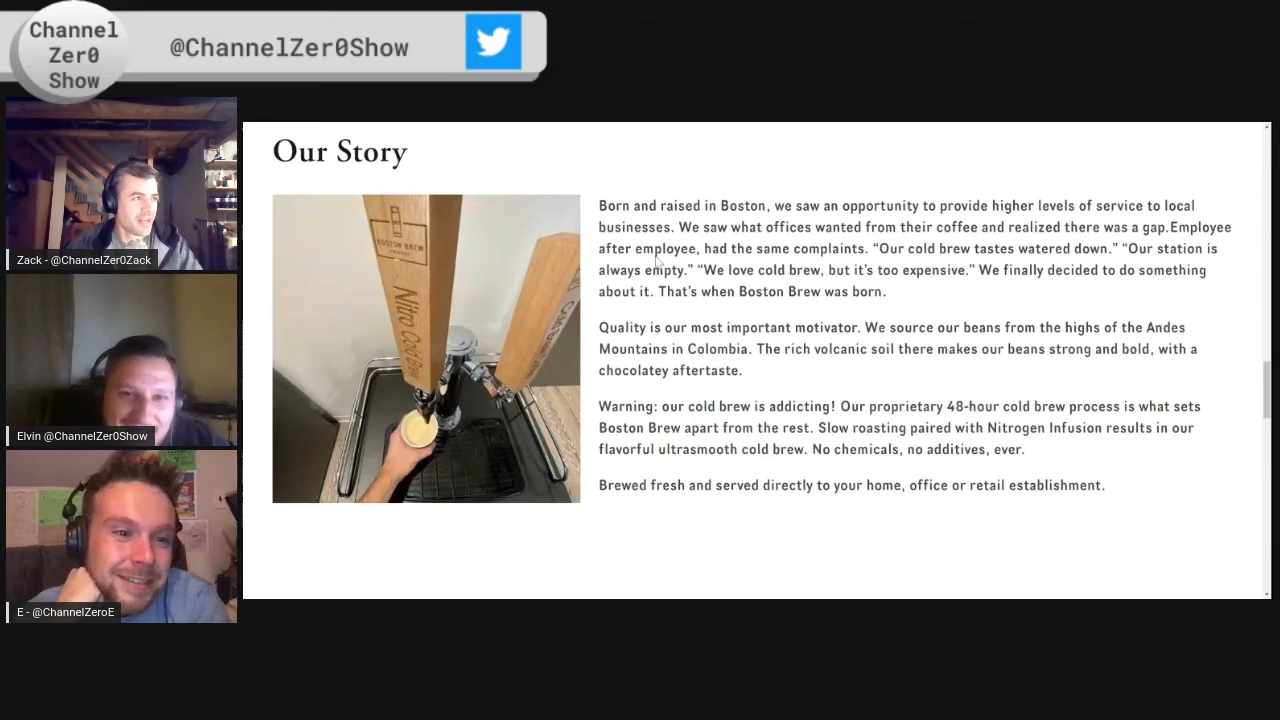 Channel
Zer0
Show
@ChannelZer0Show
Zack - @ChannelZer0Zack
Elvin @ChannelZer0Show
E - @ChannelZeroE
Our Story
BOSTON BREW
Nitro Cold Brew
Born and raised in Boston, we saw an opportunity to provide higher levels of service to local
businesses. We saw what offices wanted from their coffee and realized there was a gap.Employee
after employee, had the same complaints. “Our cold brew tastes watered down.” “Our station is
always empty.” “We love cold brew, but it’s too expensive.” We finally decided to do something
about it. That’s when Boston Brew was born.
Quality is our most important motivator. We source our beans from the highs of the Andes
Mountains in Colombia. The rich volcanic soil there makes our beans strong and bold, with a
chocolatey aftertaste.
Warning: our cold brew is addicting! Our proprietary 48-hour cold brew process is what sets
Boston Brew apart from the rest. Slow roasting paired with Nitrogen Infusion results in our
flavorful ultrasmooth cold brew. No chemicals, no additives, ever.
Brewed fresh and served directly to your home, office or retail establishment.